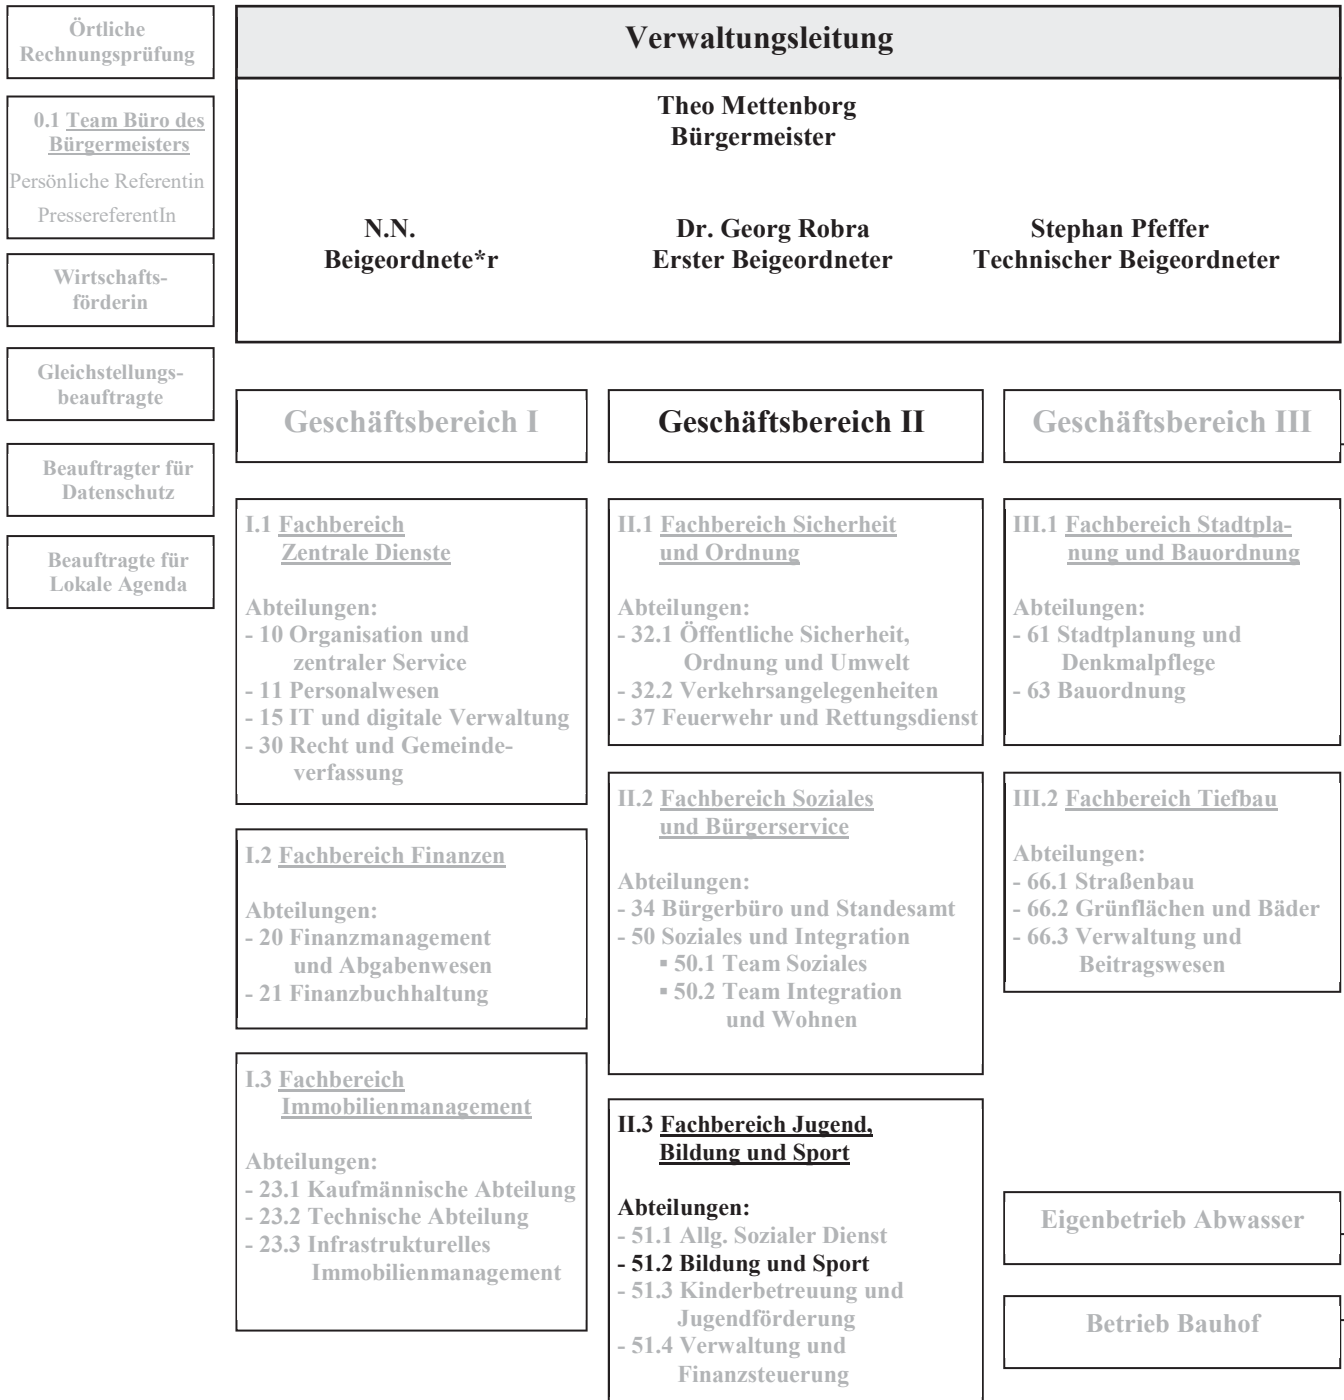 Örtliche
Rechnungsprüfung
0.1 Team Büro des
Bürgermeisters
Persönliche Referentin
PressereferentIn
Wirtschafts-
förderin
Gleichstellungs-
beauftragte
Beauftragter für
Datenschutz
Beauftragte für
Lokale Agenda
Verwaltungsleitung
Theo Mettenborg
Bürgermeister
N.N.
Beigeordnete*r
Dr. Georg Robra
Erster Beigeordneter
Stephan Pfeffer
Technischer Beigeordneter
Geschäftsbereich I
I.1 Fachbereich
Zentrale Dienste
Abteilungen:
- 10 Organisation und
zentraler Service
- 11 Personalwesen
- 15 IT und digitale Verwaltung
- 30 Recht und Gemeinde-
verfassung
I.2 Fachbereich Finanzen
Abteilungen:
- 20 Finanzmanagement
und Abgabenwesen
- 21 Finanzbuchhaltung
I.3 Fachbereich
Immobilienmanagement
Abteilungen:
- 23.1 Kaufmännische Abteilung
- 23.2 Technische Abteilung
- 23.3 Infrastrukturelles
Immobilienmanagement
Geschäftsbereich II
II.1 Fachbereich Sicherheit
und Ordnung
Abteilungen:
- 32.1 Öffentliche Sicherheit,
Ordnung und Umwelt
- 32.2 Verkehrsangelegenheiten
- 37 Feuerwehr und Rettungsdienst
II.2 Fachbereich Soziales
und Bürgerservice
Abteilungen:
- 34 Bürgerbüro und Standesamt
- 50 Soziales und Integration
▪ 50.1 Team Soziales
▪ 50.2 Team Integration
und Wohnen
II.3 Fachbereich Jugend,
Bildung und Sport
Abteilungen:
- 51.1 Allg. Sozialer Dienst
- 51.2 Bildung und Sport
- 51.3 Kinderbetreuung und
Jugendförderung
- 51.4 Verwaltung und
Finanzsteuerung
Geschäftsbereich III
III.1 Fachbereich Stadtpla-
nung und Bauordnung
Abteilungen:
- 61 Stadtplanung und
Denkmalpflege
- 63 Bauordnung
III.2 Fachbereich Tiefbau
Abteilungen:
- 66.1 Straßenbau
- 66.2 Grünflächen und Bäder
- 66.3 Verwaltung und
Beitragswesen
Eigenbetrieb Abwasser
Betrieb Bauhof